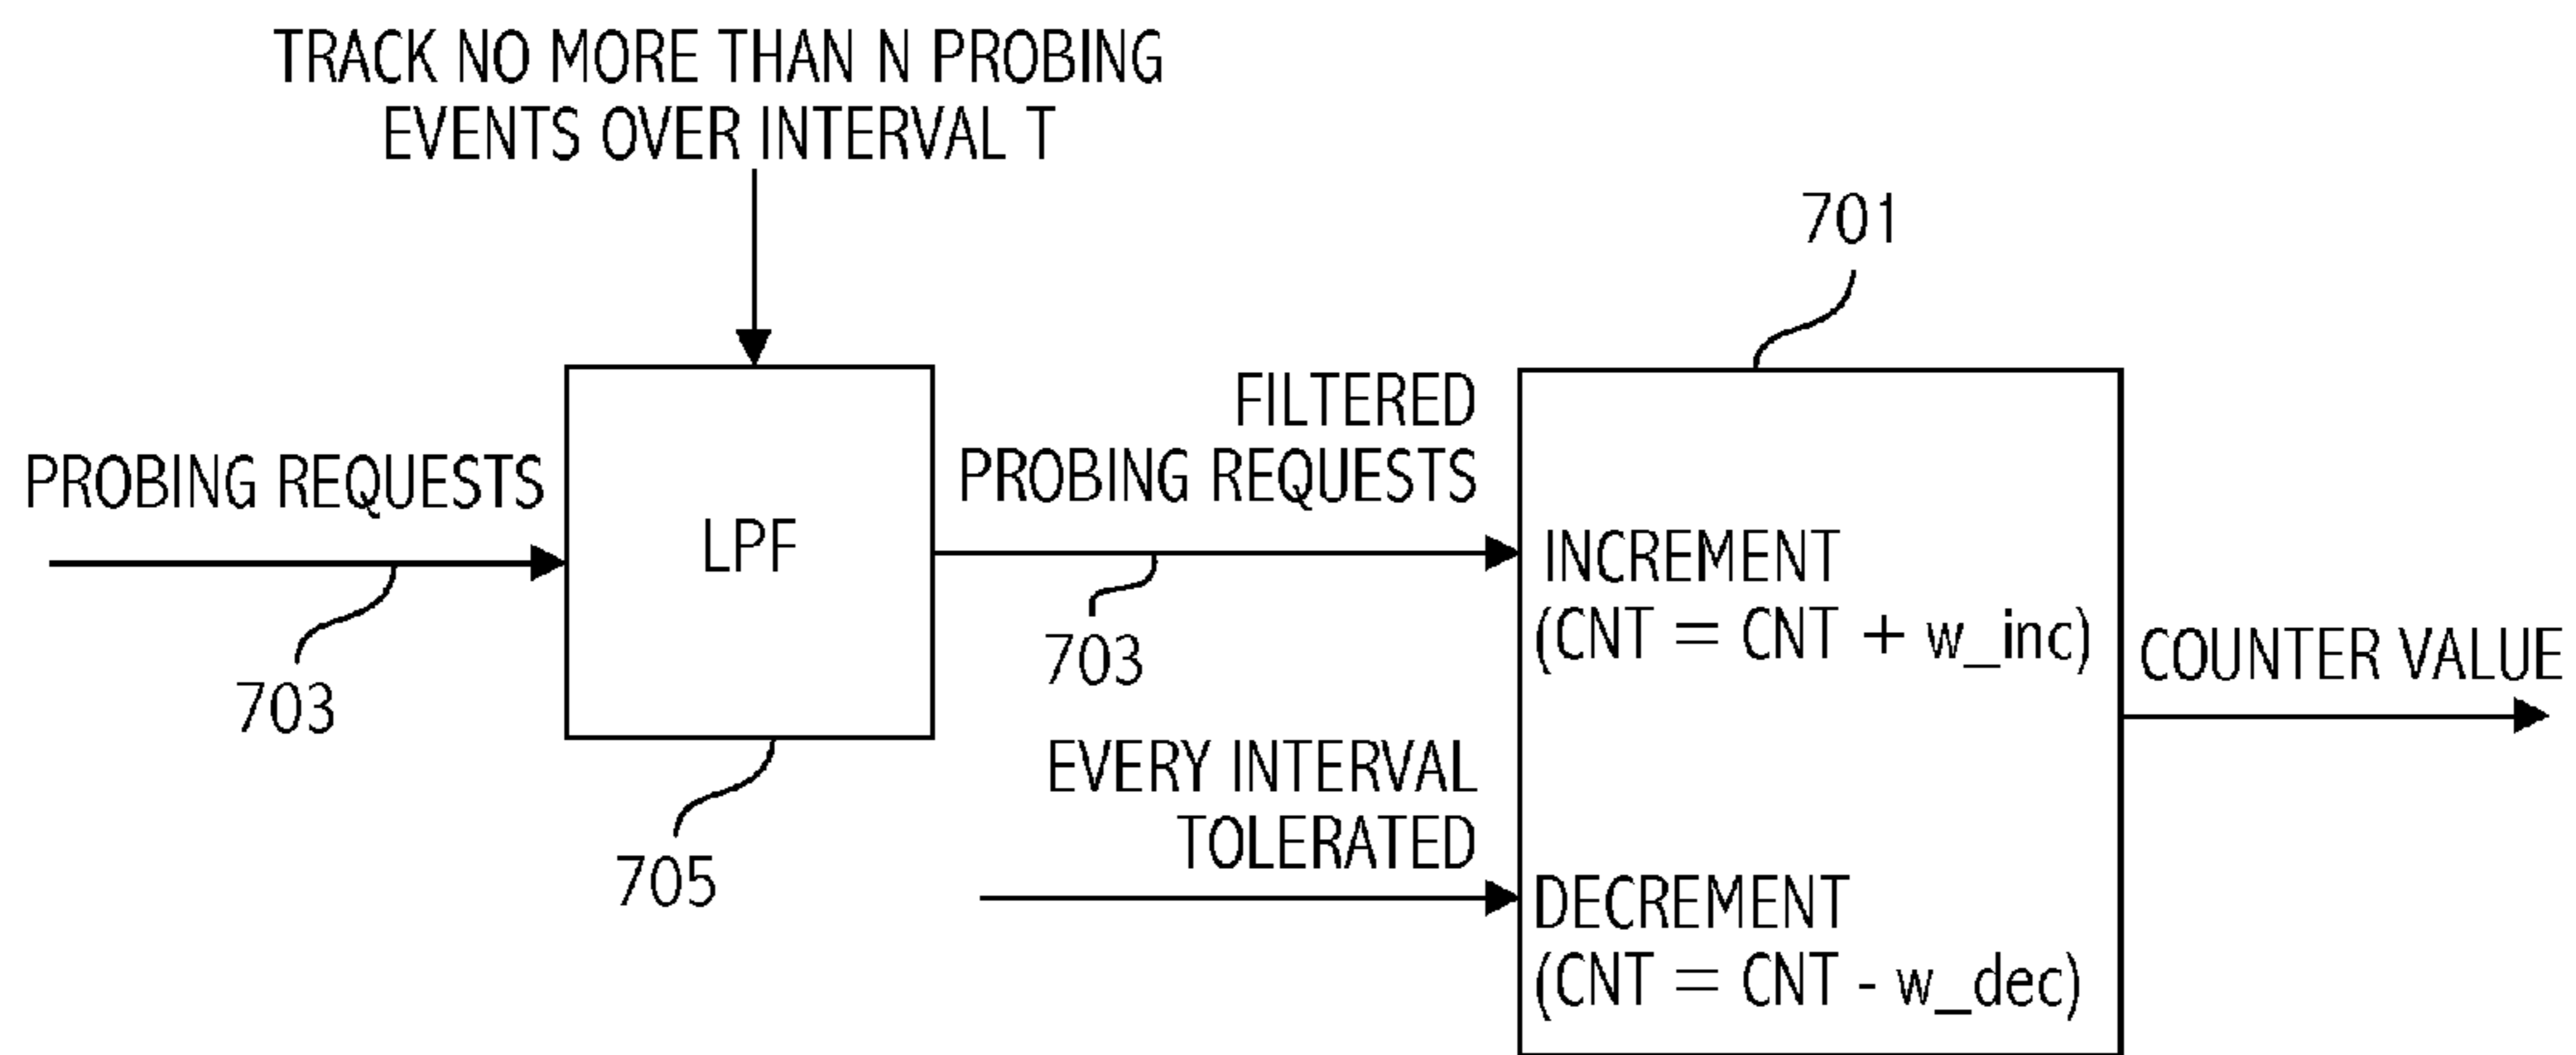 TRACK NO MORE THAN N PROBING
EVENTS OVER INTERVAL T
701
PROBING REQUESTS
LPF
FILTERED
PROBING REQUESTS
703
703
705
EVERY INTERVAL
TOLERATED
INCREMENT
(CNT = CNT + w_inc)
DECREMENT
(CNT = CNT - w_dec)
COUNTER VALUE